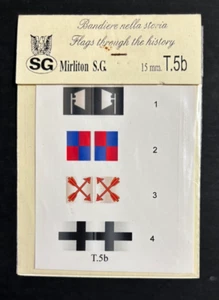 Bandiere nella storia
Flags through the history
SG Mirliton S.G. 15 mm. T.5b
1
2
3
4
T.5b